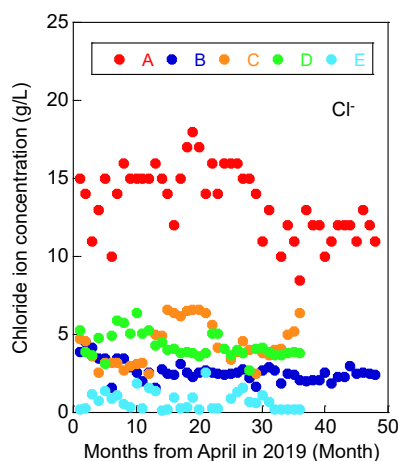 25
20
15
10
5
0
Chloride ion concentration (g/L)
A B C D E
Cl⁻
0 10 20 30 40 50
Months from April in 2019 (Month)